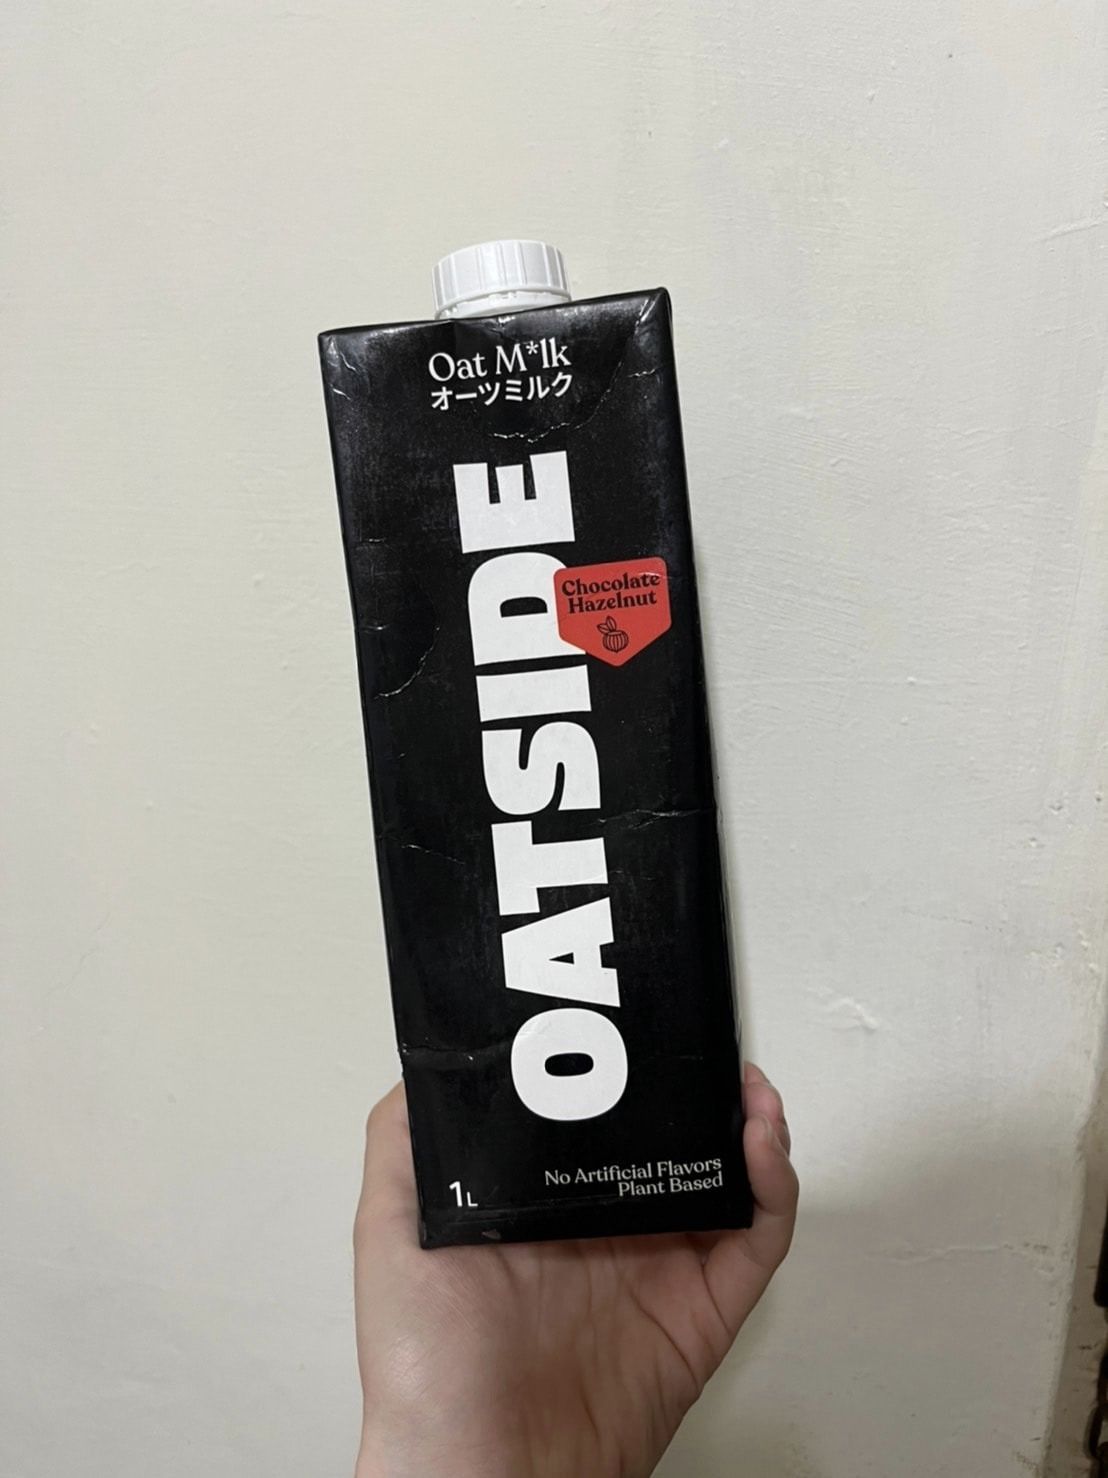 Oat M*lk
オーツミルク
OATSIDE
Chocolate
Hazelnut
1L
No Artificial Flavors
Plant Based